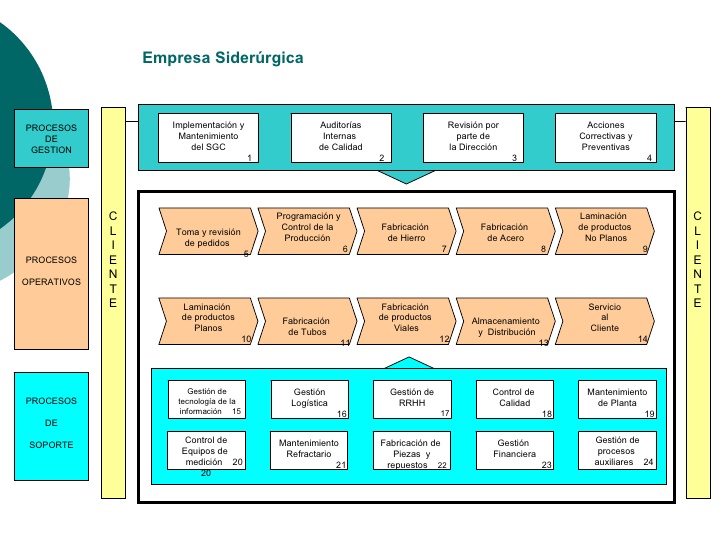 Empresa Siderúrgica
PROCESOS
DE
GESTION
Implementación y
Mantenimiento
del SGC
1
Auditorías
Internas
de Calidad
2
Revisión por
parte de
la Dirección
3
Acciones
Correctivas y
Preventivas
4
C
L
I
E
N
T
E
C
L
I
E
N
T
E
PROCESOS
OPERATIVOS
Toma y revisión
de pedidos
5
Programación y
Control de la
Producción
6
Fabricación
de Hierro
7
Fabricación
de Acero
8
Laminación
de productos
No Planos
9
Laminación
de productos
Planos
10
Fabricación
de Tubos
11
Fabricación
de productos
Viales
12
Almacenamiento
y Distribución
13
Servicio
al
Cliente
14
PROCESOS
DE
SOPORTE
Gestión de
tecnología de la
información 15
Gestión
Logística
16
Gestión de
RRHH
17
Control de
Calidad
18
Mantenimiento
de Planta
19
Control de
Equipos de
medición 20
20
Mantenimiento
Refractario
21
Fabricación de
Piezas y
repuestos 22
Gestión
Financiera
23
Gestión de
procesos
auxiliares 24